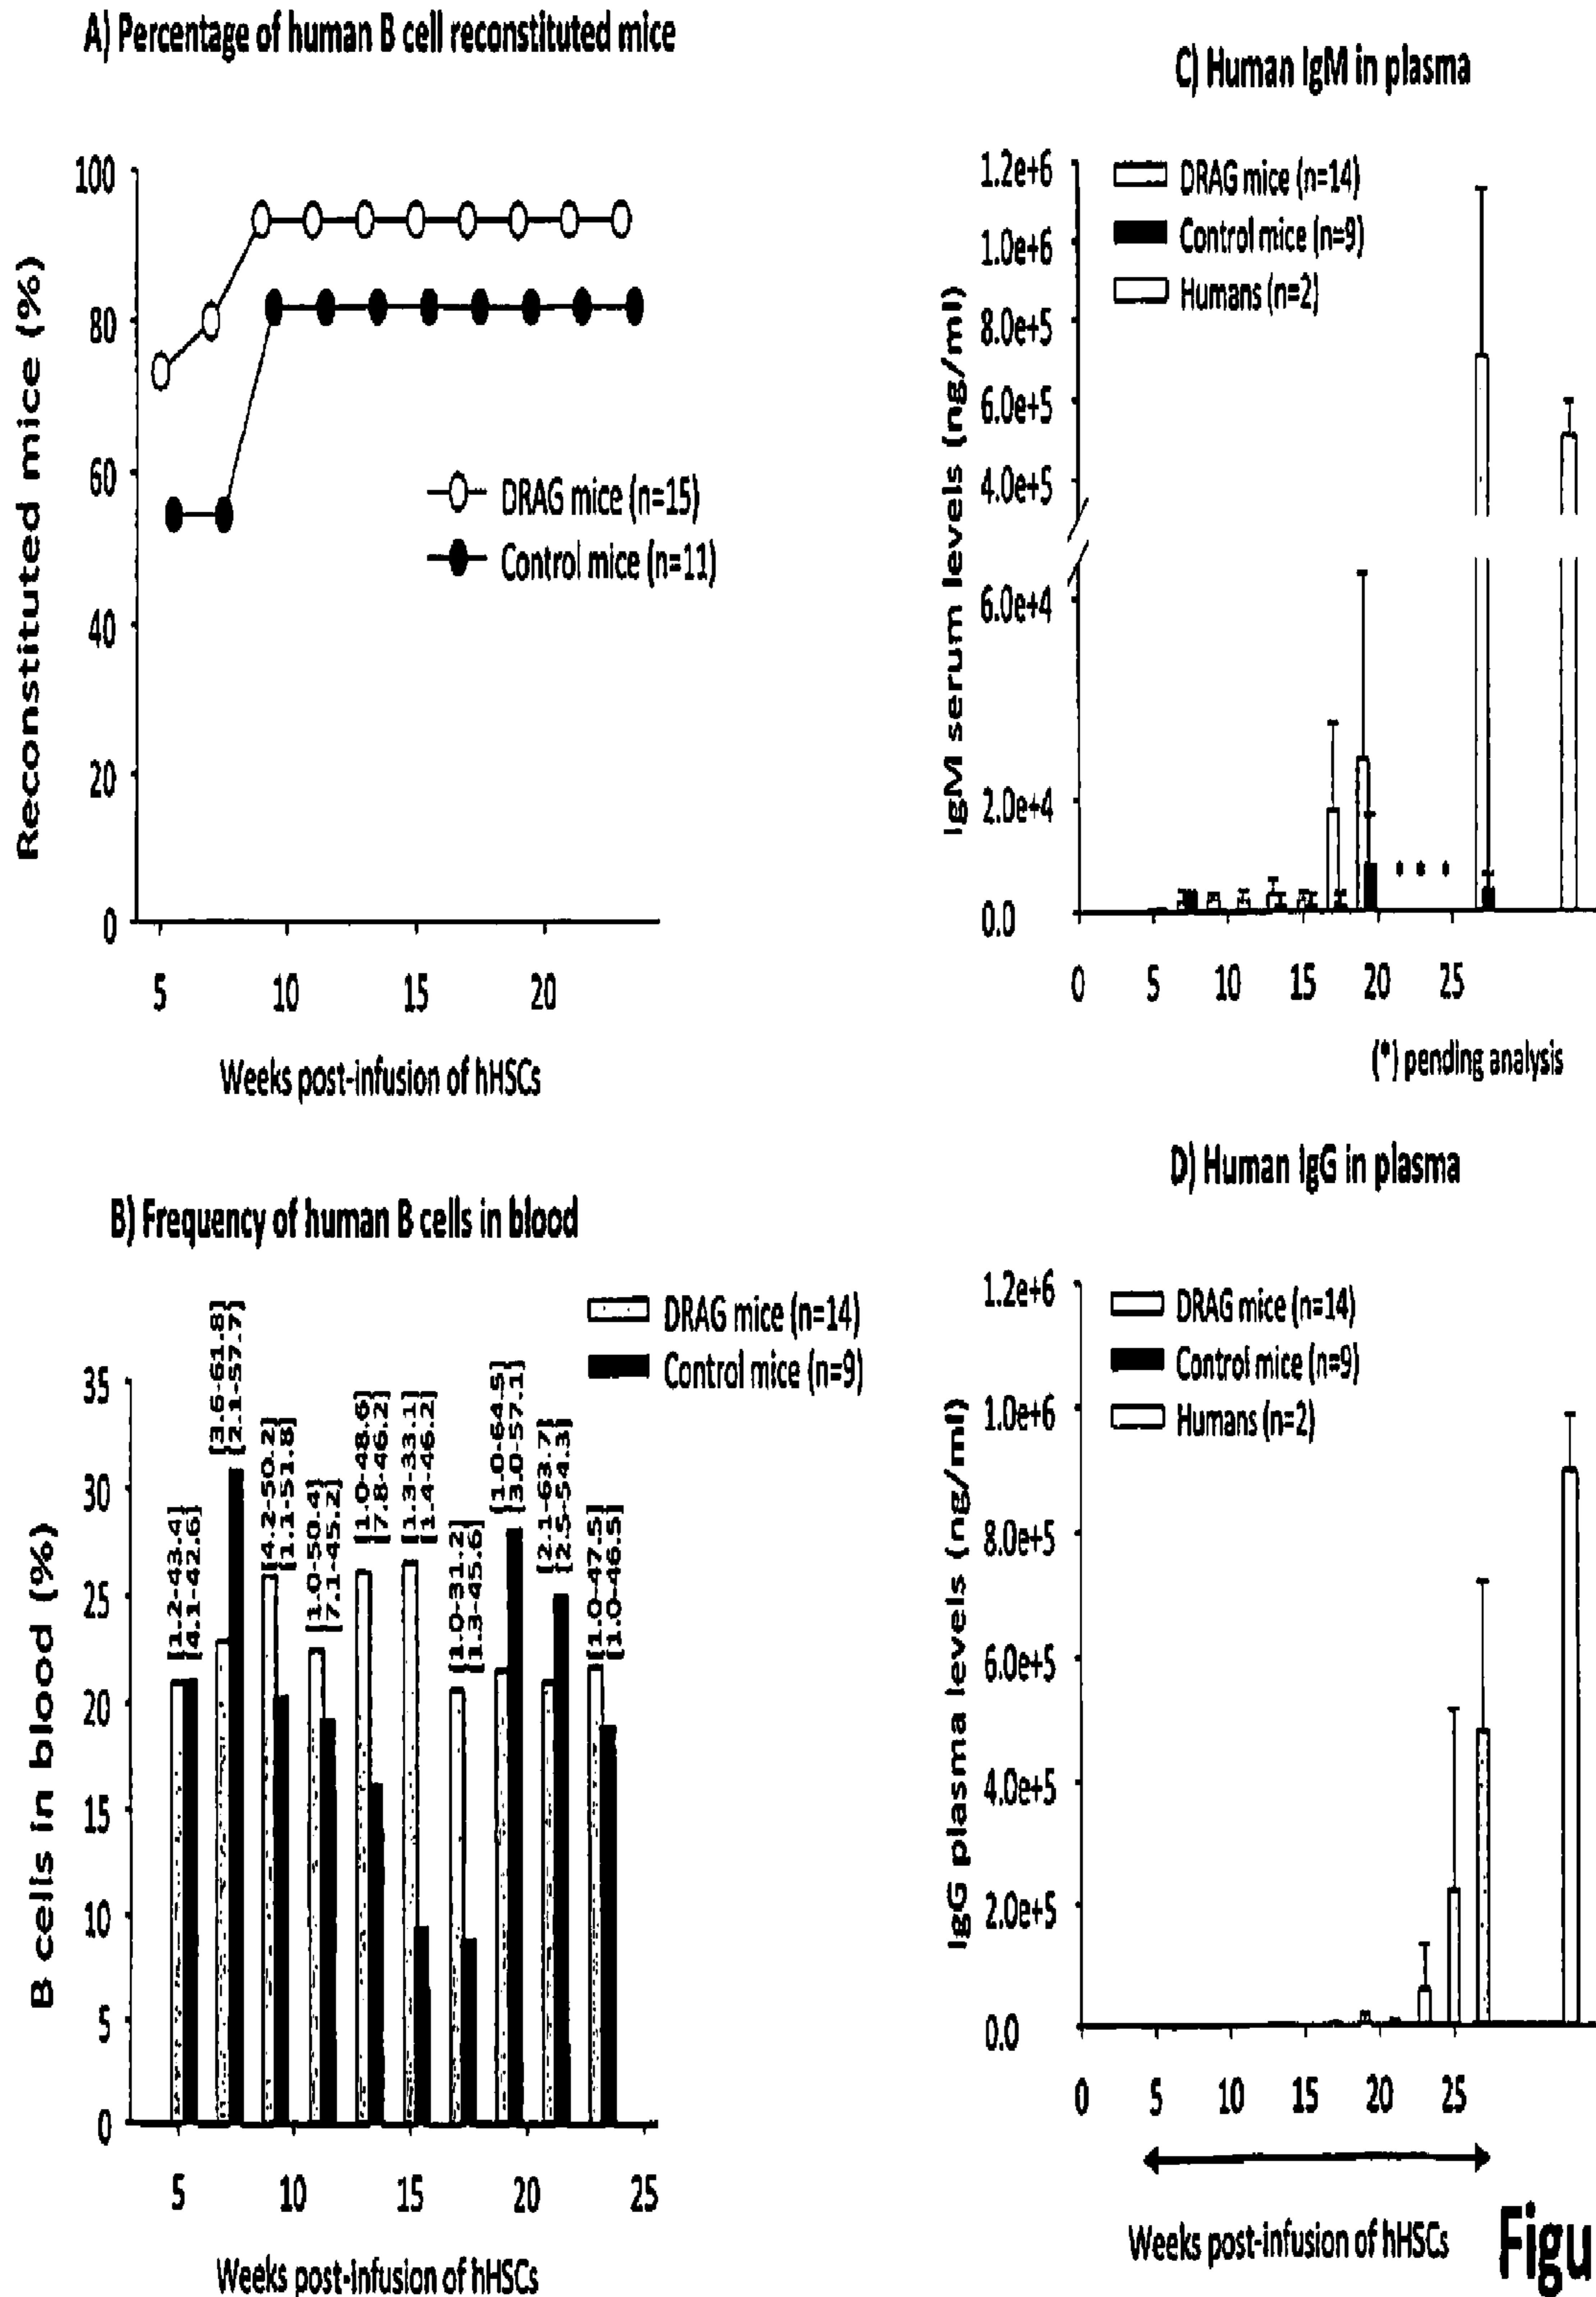 A) Percentage of human B cell reconstituted mice
Reconstituted mice (%)
100
80
60
40
20
0
DRAG mice (n=15)
Control mice (n=11)
5 10 15 20
Weeks post-infusion of hHSCs
C) Human IgM in plasma
IgM serum levels (ng/ml)
1.2e+6
1.0e+6
8.0e+5
6.0e+5
4.0e+5
6.0e+4
2.0e+4
0.0
DRAG mice (n=14)
Control mice (n=9)
Humans (n=2)
* * *
0 5 10 15 20 25
(*) pending analysis
B) Frequency of human B cells in blood
B cells in blood (%)
35
30
25
20
15
10
5
0
DRAG mice (n=14)
Control mice (n=9)
[1.2-43.4]
[4.1-42.6]
[3.6-61.8]
[2.1-57.7]
[4.2-50.2]
[1.1-51.8]
[1.0-50.4]
[7.1-45.2]
[1.0-48.6]
[7.8-46.2]
[1.3-33.1]
[1.4-46.2]
[1.0-31.2]
[1.3-45.6]
[1.0-64.5]
[3.0-57.1]
[2.1-63.7]
[2.5-54.3]
[1.0-47.5]
[1.0-46.5]
5 10 15 20 25
Weeks post-infusion of hHSCs
D) Human IgG in plasma
IgG plasma levels (ng/ml)
1.2e+6
1.0e+6
8.0e+5
6.0e+5
4.0e+5
2.0e+5
0.0
DRAG mice (n=14)
Control mice (n=9)
Humans (n=2)
0 5 10 15 20 25
Weeks post-infusion of hHSCs
Figu